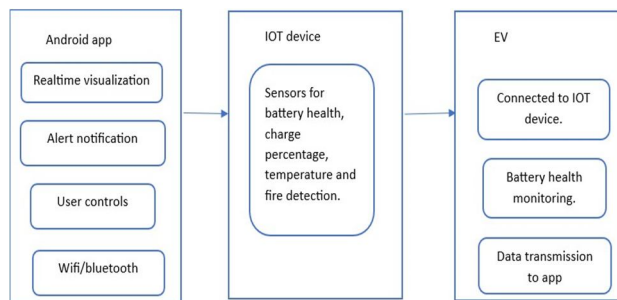 Android app
Realtime visualization
Alert notification
User controls
Wifi/bluetooth
IOT device
Sensors for
battery health,
charge
percentage,
temperature and
fire detection.
EV
Connected to IOT
device.
Battery health
monitoring.
Data transmission
to app